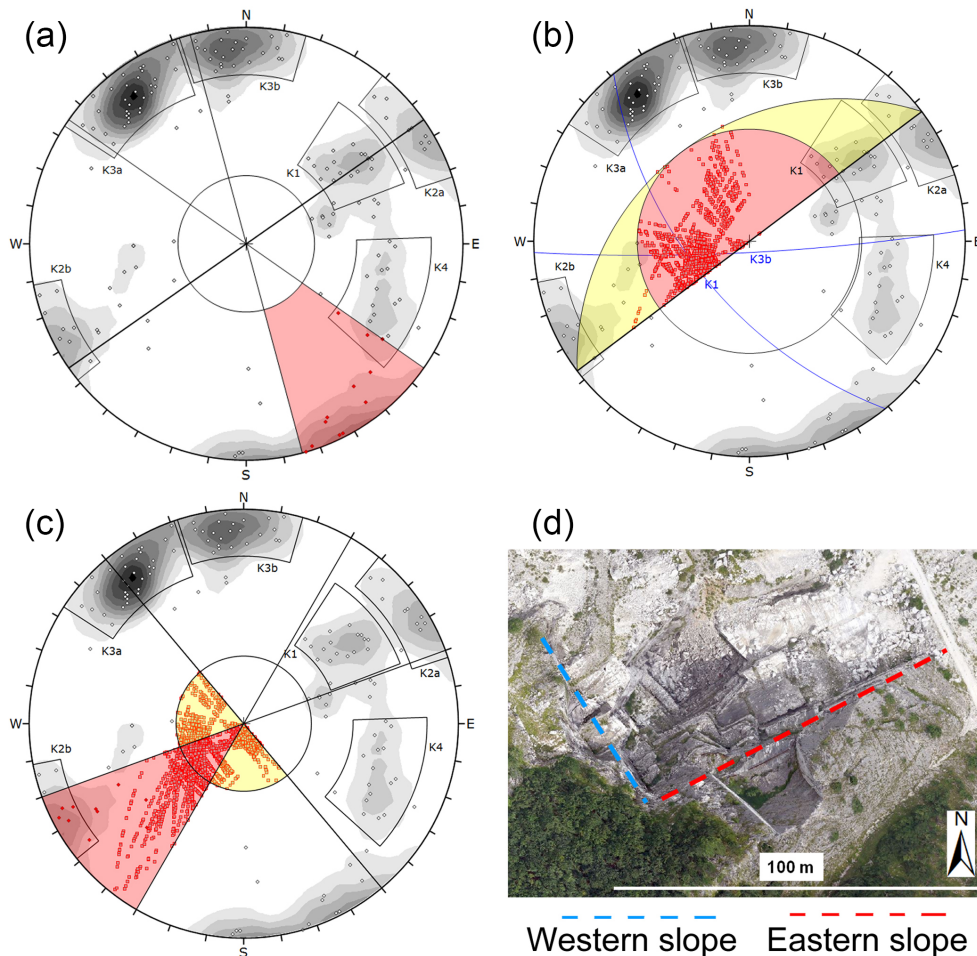 (a)
N
K3b
K3a
K1
K2a
W
E
K2b
K4
S
(b)
N
K3b
K3a
K1
K2a
W
E
K3b
K2b
K1
K4
S
(c)
N
K3b
K3a
K1
K2a
W
E
K2b
K4
S
(d)
N
100 m
Western slope Eastern slope